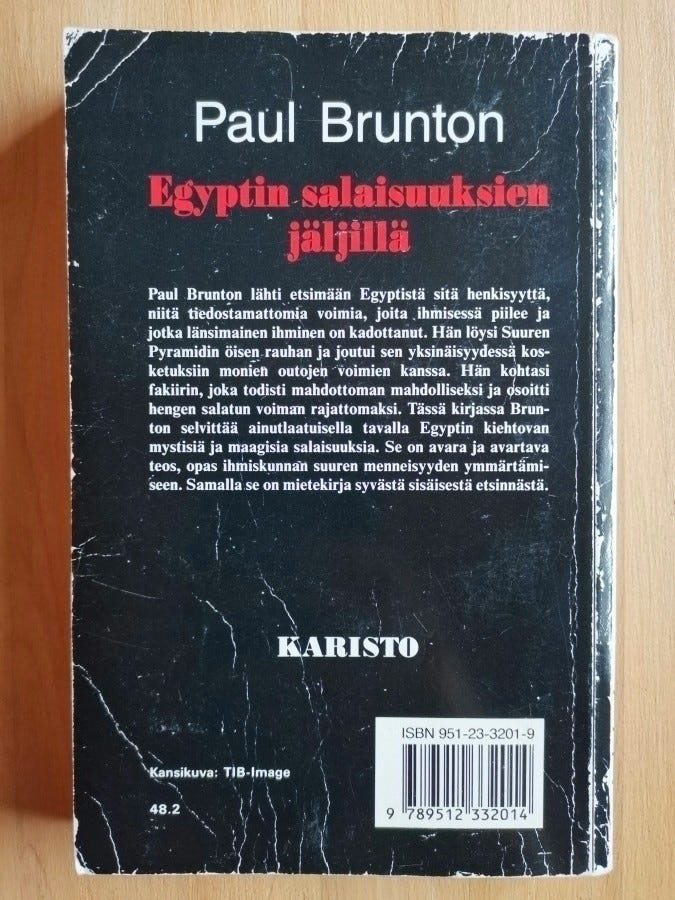 Paul Brunton
Egyptin salaisuuksien
jäljillä
Paul Brunton lähti etsimään Egyptistä sitä henkisyyttä,
niitä tiedostamattomia voimia, joita ihmisessä piilee ja
jotka länsimainen ihminen on kadottanut. Hän löysi Suuren
Pyramidin öisen rauhan ja joutui sen yksinäisyydessä kos-
ketuksiin monien outojen voimien kanssa. Hän kohtasi
fakiirin, joka todisti mahdottoman mahdolliseksi ja osoitti
hengen salatun voiman rajattomaksi. Tässä kirjassa Brun-
ton selvittää ainutlaatuisella tavalla Egyptin kiehtovan
mystisiä ja maagisia salaisuuksia. Se on avara ja avartava
teos, opas ihmiskunnan suuren menneisyyden ymmärtämi-
seen. Samalla se on mietekirja syvästä sisäisestä etsinnästä.
KARISTO
ISBN 951-23-3201-9
9 789512 332014
Kansikuva: TIB-Image
48.2